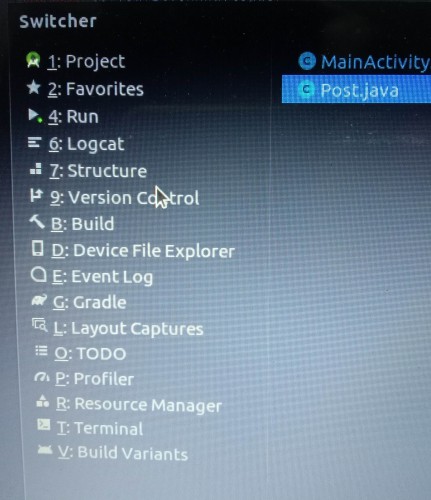 Switcher
1: Project
2: Favorites
4: Run
6: Logcat
7: Structure
9: Version Control
B: Build
D: Device File Explorer
E: Event Log
G: Gradle
L: Layout Captures
O: TODO
P: Profiler
R: Resource Manager
T: Terminal
V: Build Variants
MainActivity.
Post.java